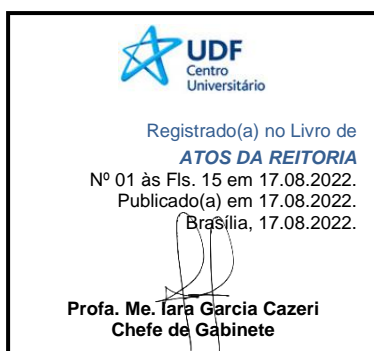 UDF
Centro
Universitário
Registrado(a) no Livro de
ATOS DA REITORIA
Nº 01 às Fls. 15 em 17.08.2022.
Publicado(a) em 17.08.2022.
Brasília, 17.08.2022.
Profa. Me. Iara Garcia Cazeri
Chefe de Gabinete